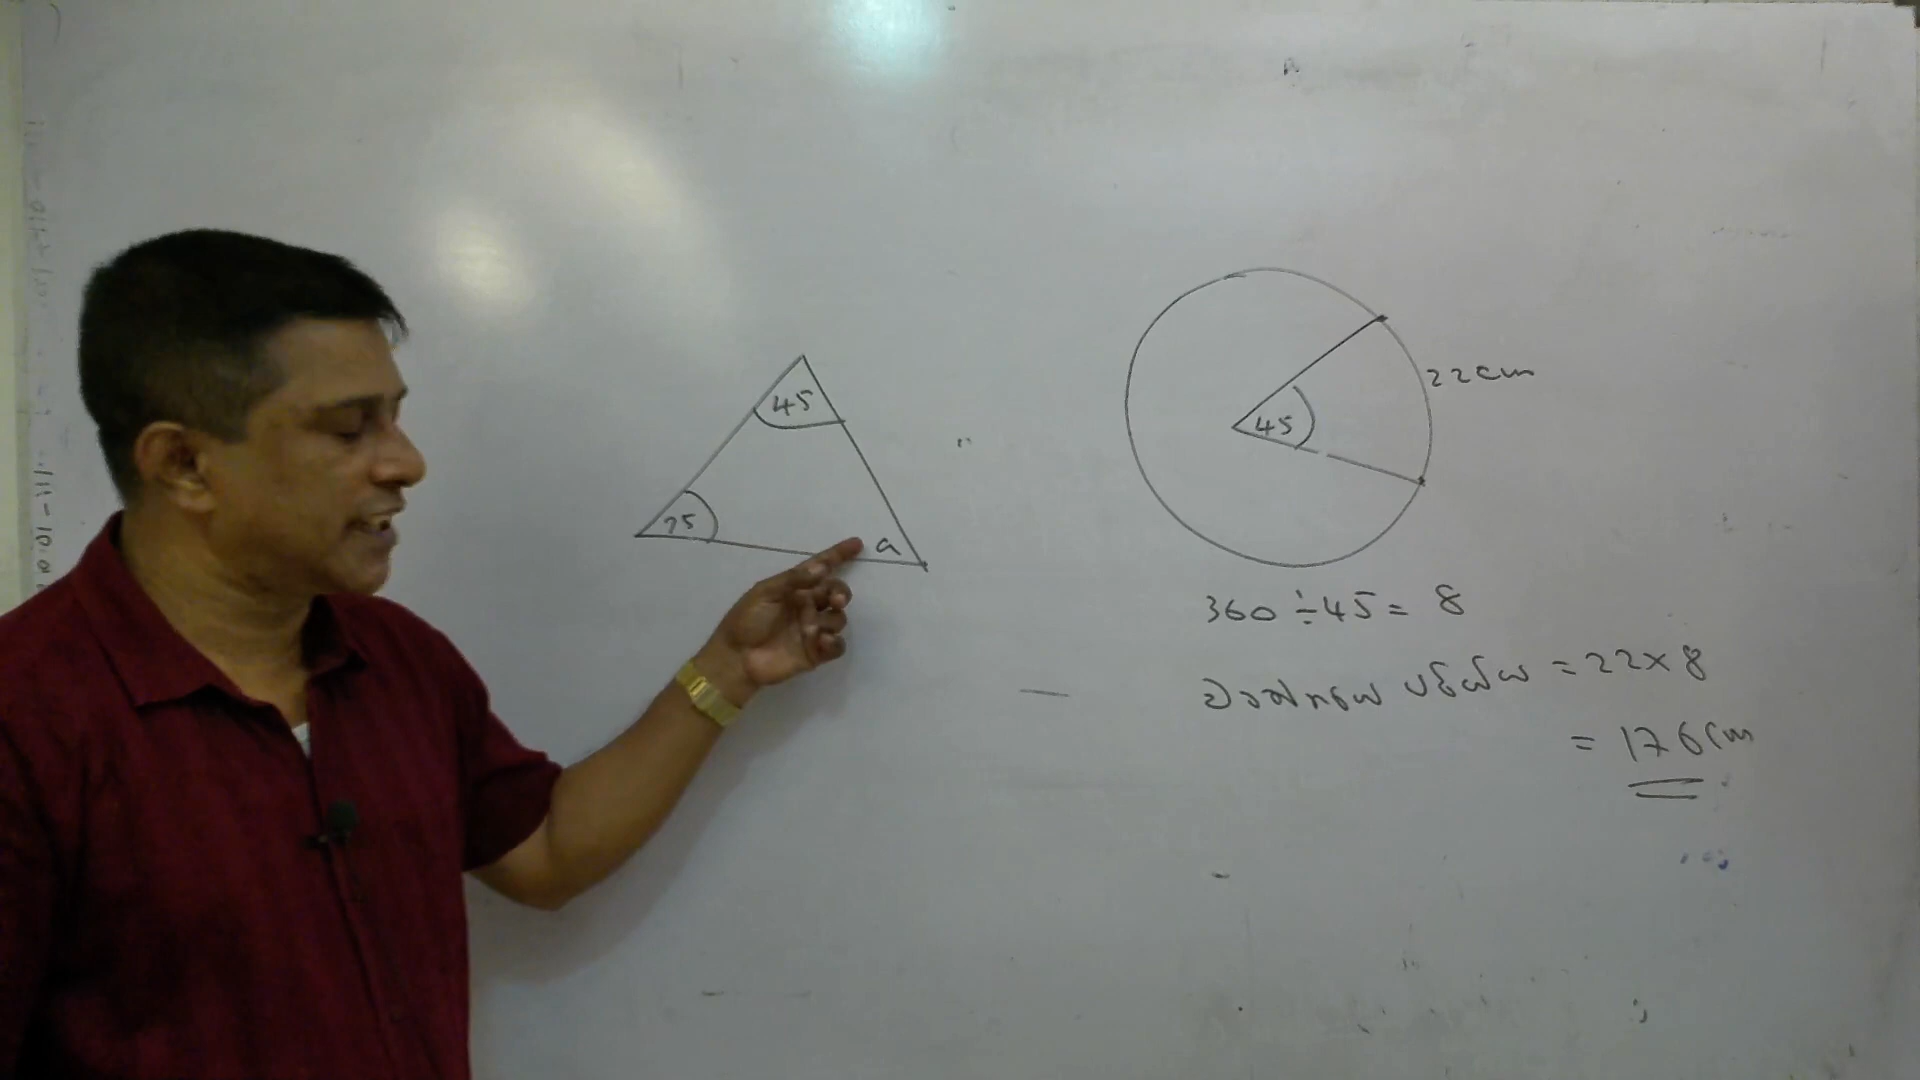 45
75
a
22cm
45
360 ÷ 45 = 8
වෘත්තයේ පරිධිය = 22 × 8
= 176cm